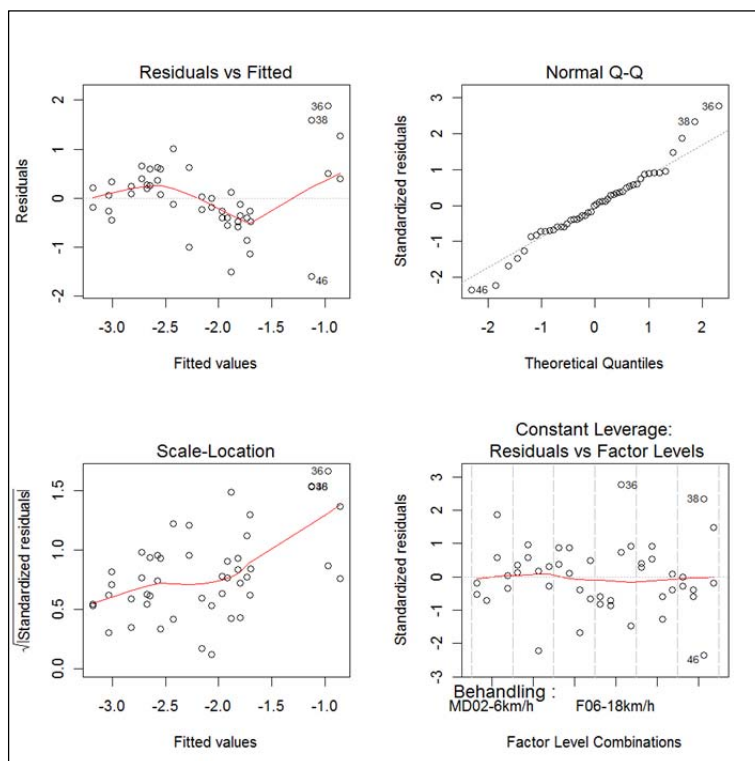 Residuals vs Fitted
Residuals
2
1
0
-1
-2
36
38
46
-3.0 -2.5 -2.0 -1.5 -1.0
Fitted values
Normal Q-Q
Standardized residuals
3
2
1
0
-1
-2
38
36
46
-2 -1 0 1 2
Theoretical Quantiles
Scale-Location
√|Standardized residuals|
1.5
1.0
0.5
0.0
36
-3.0 -2.5 -2.0 -1.5 -1.0
Fitted values
Constant Leverage:
Residuals vs Factor Levels
Standardized residuals
3
2
1
0
-1
-2
-3
36
38
46
Behandling :
MD02-6km/h F06-18km/h
Factor Level Combinations